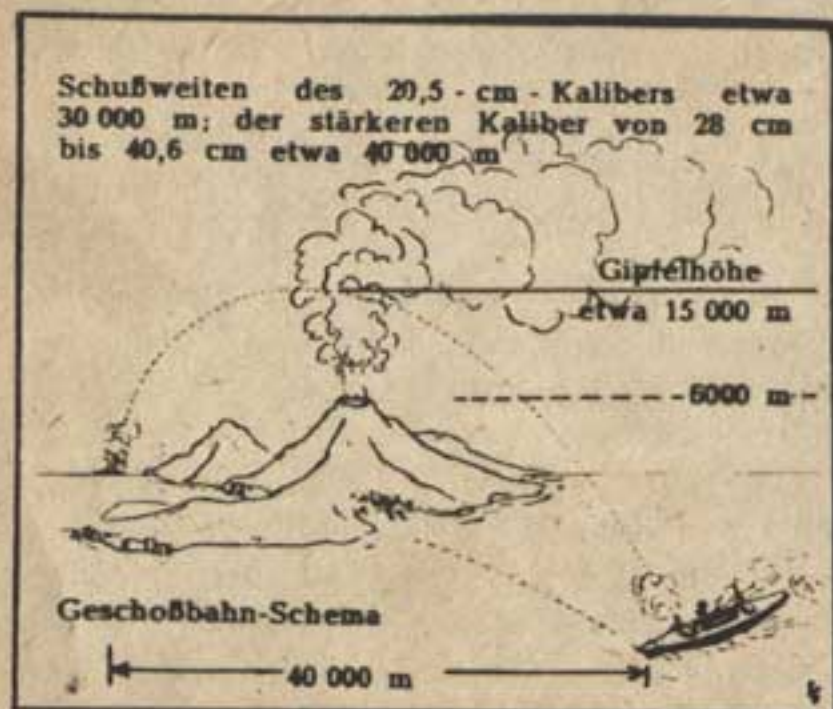 Schußweiten des 20,5 - cm - Kalibers etwa
30 000 m; der stärkeren Kaliber von 28 cm
bis 40,6 cm etwa 40 000 m
Gipfelhöhe
etwa 15 000 m
6000 m
Geschoßbahn-Schema
40 000 m